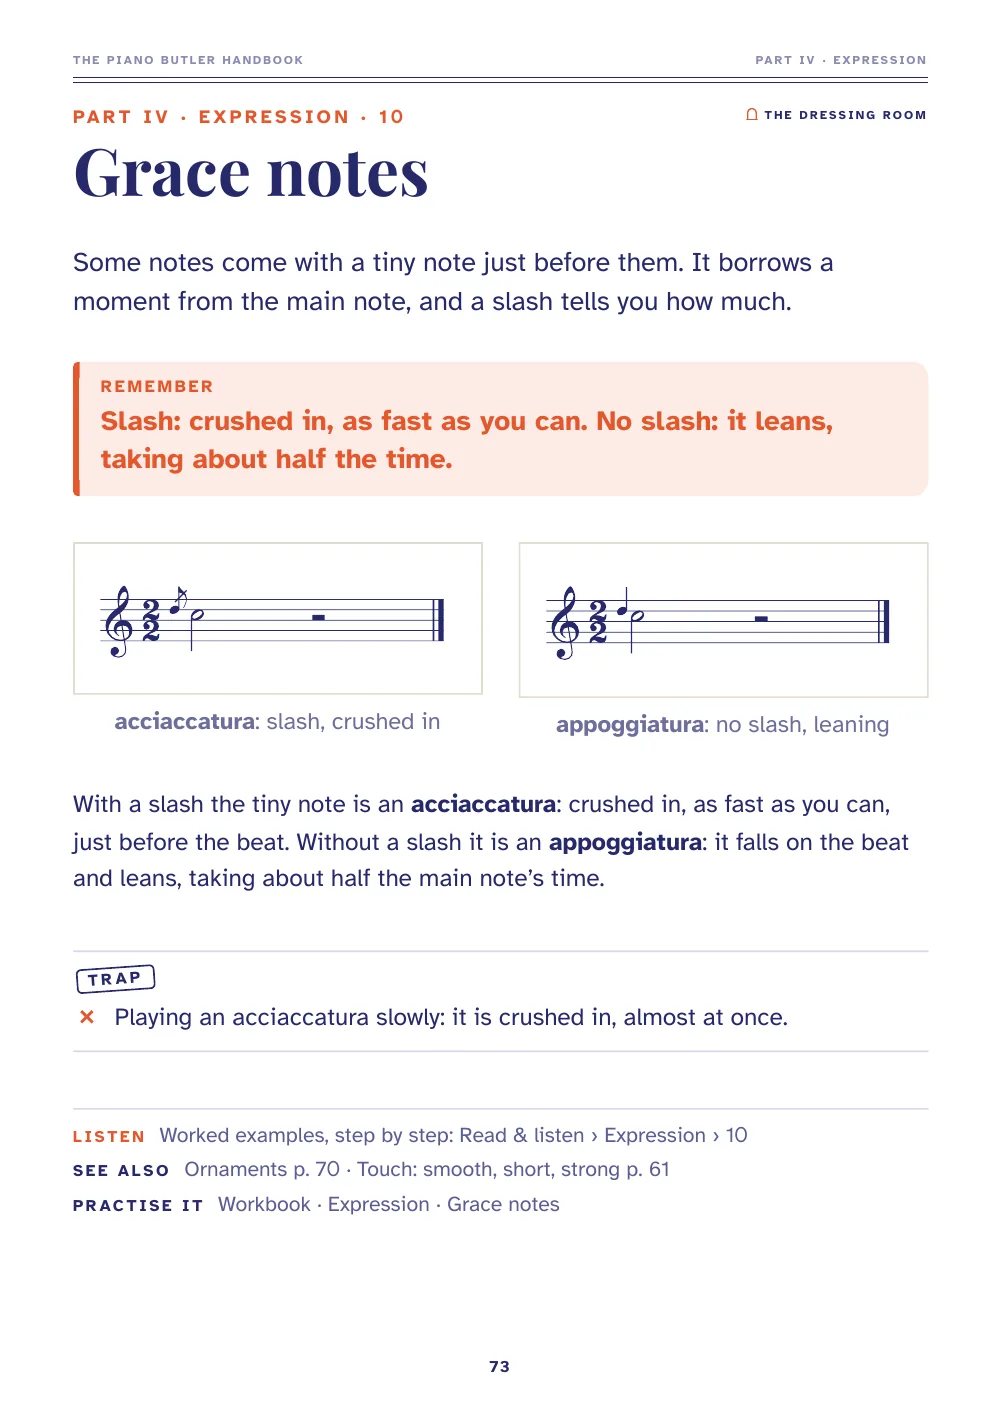 THE PIANO BUTLER HANDBOOK
PART IV · EXPRESSION
PART IV · EXPRESSION · 10
THE DRESSING ROOM
Grace notes
Some notes come with a tiny note just before them. It borrows a
moment from the main note, and a slash tells you how much.
REMEMBER
Slash: crushed in, as fast as you can. No slash: it leans,
taking about half the time.
2
2
2
2
acciaccatura: slash, crushed in
appoggiatura: no slash, leaning
With a slash the tiny note is an acciaccatura: crushed in, as fast as you can,
just before the beat. Without a slash it is an appoggiatura: it falls on the beat
and leans, taking about half the main note’s time.
TRAP
× Playing an acciaccatura slowly: it is crushed in, almost at once.
LISTEN Worked examples, step by step: Read & listen › Expression › 10
SEE ALSO Ornaments p. 70 · Touch: smooth, short, strong p. 61
PRACTISE IT Workbook · Expression · Grace notes
73